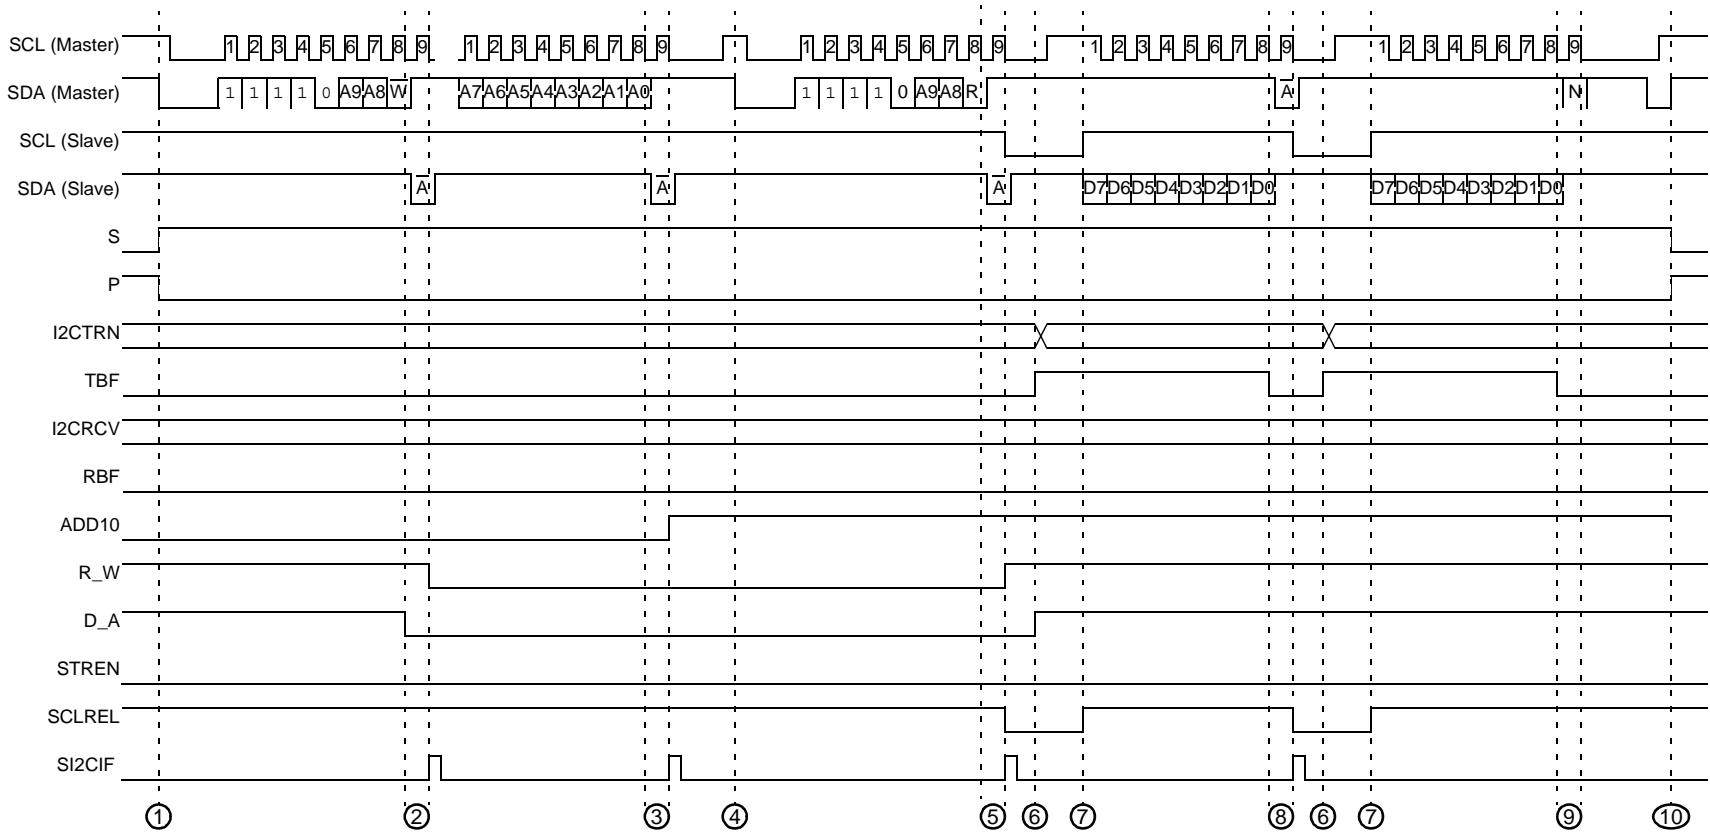 SCL (Master) 1 2 3 4 5 6 7 8 9 1 2 3 4 5 6 7 8 9 1 2 3 4 5 6 7 8 9 1 2 3 4 5 6 7 8 9 1 2 3 4 5 6 7 8 9
SDA (Master) 1 1 1 1 0 A9 A8 W A7 A6 A5 A4 A3 A2 A1 A0 1 1 1 1 0 A9 A8 R A N
SCL (Slave)
SDA (Slave) A A A D7 D6 D5 D4 D3 D2 D1 D0 D7 D6 D5 D4 D3 D2 D1 D0
S
P
I2CTRN
TBF
I2CRCV
RBF
ADD10
R_W
D_A
STREN
SCLREL
SI2CIF
1 2 3 4 5 6 7 8 6 7 9 10